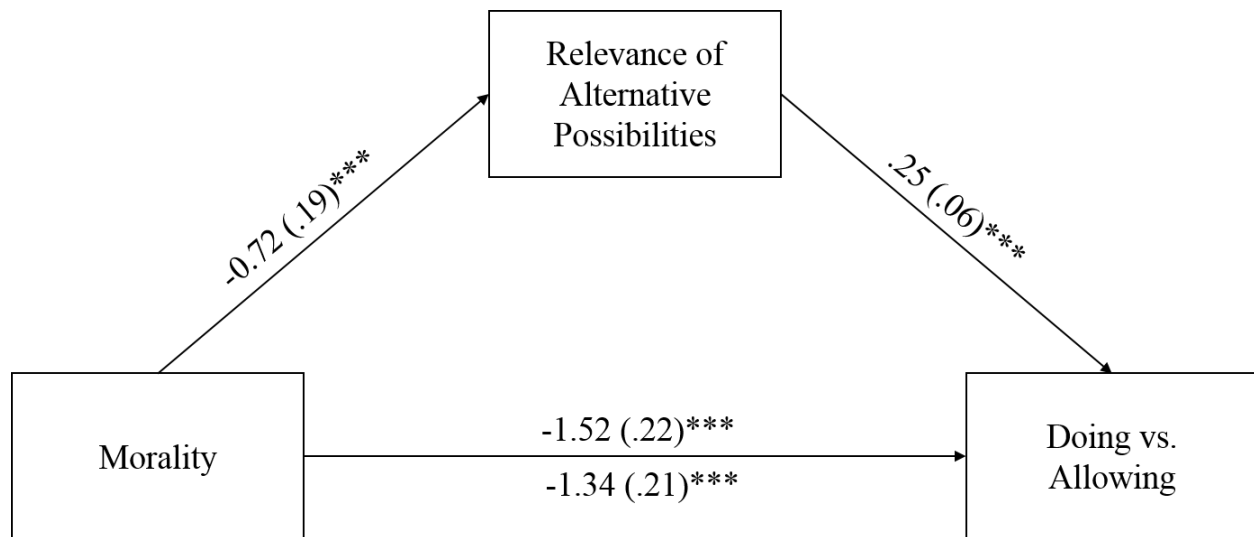 Relevance of
Alternative
Possibilities
-0.72 (.19)***
.25 (.06)***
Morality
-1.52 (.22)***
-1.34 (.21)***
Doing vs.
Allowing